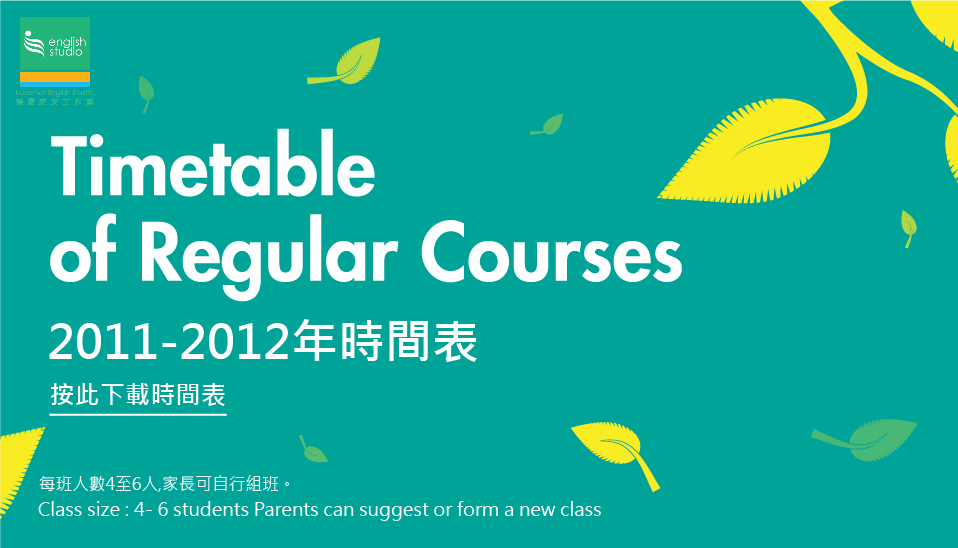 english
studio
Timetable
of Regular Courses
2011-2012年時間表
按此下載時間表
每班人數4至6人,家長可自行組班。
Class size : 4- 6 students Parents can suggest or form a new class